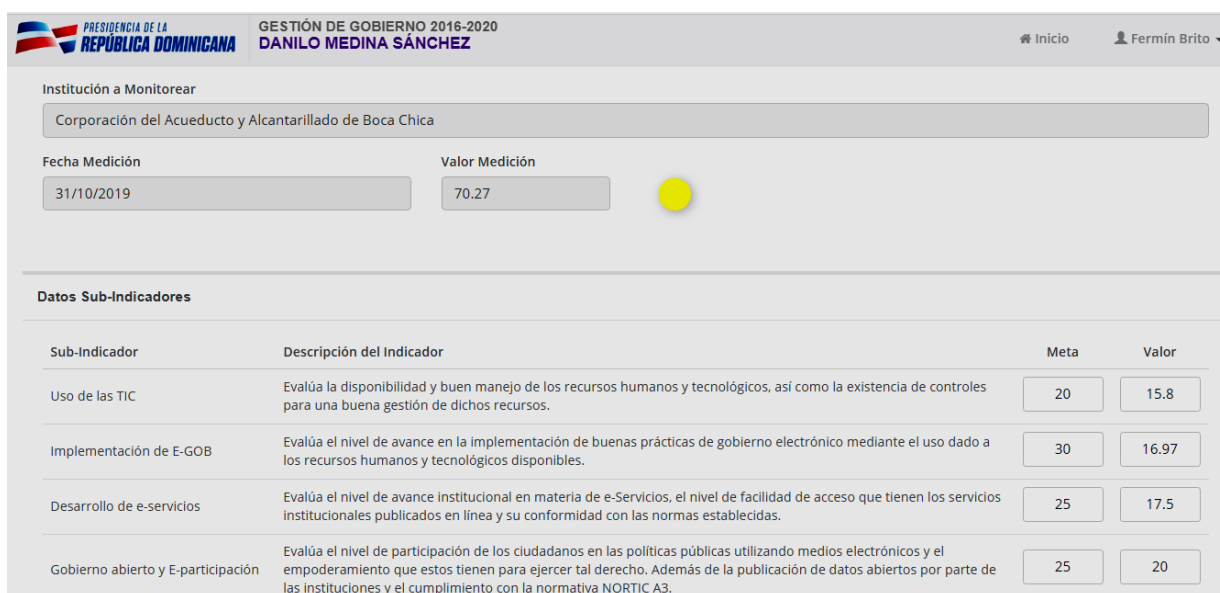 PRESIDENCIA DE LA
REPÚBLICA DOMINICANA
GESTIÓN DE GOBIERNO 2016-2020
DANILO MEDINA SÁNCHEZ
Inicio
Fermín Brito
Institución a Monitorear
Corporación del Acueducto y Alcantarillado de Boca Chica
Fecha Medición Valor Medición
31/10/2019 70.27
Datos Sub-Indicadores
Sub-Indicador Descripción del Indicador Meta Valor
Uso de las TIC
Evalúa la disponibilidad y buen manejo de los recursos humanos y tecnológicos, así como la existencia de controles
para una buena gestión de dichos recursos.
20 15.8
Implementación de E-GOB
Evalúa el nivel de avance en la implementación de buenas prácticas de gobierno electrónico mediante el uso dado a
los recursos humanos y tecnológicos disponibles.
30 16.97
Desarrollo de e-servicios
Evalúa el nivel de avance institucional en materia de e-Servicios, el nivel de facilidad de acceso que tienen los servicios
institucionales publicados en línea y su conformidad con las normas establecidas.
25 17.5
Gobierno abierto y E-participación
Evalúa el nivel de participación de los ciudadanos en las políticas públicas utilizando medios electrónicos y el
empoderamiento que estos tienen para ejercer tal derecho. Además de la publicación de datos abiertos por parte de
las instituciones y el cumplimiento con la normativa NORTIC A3.
25 20